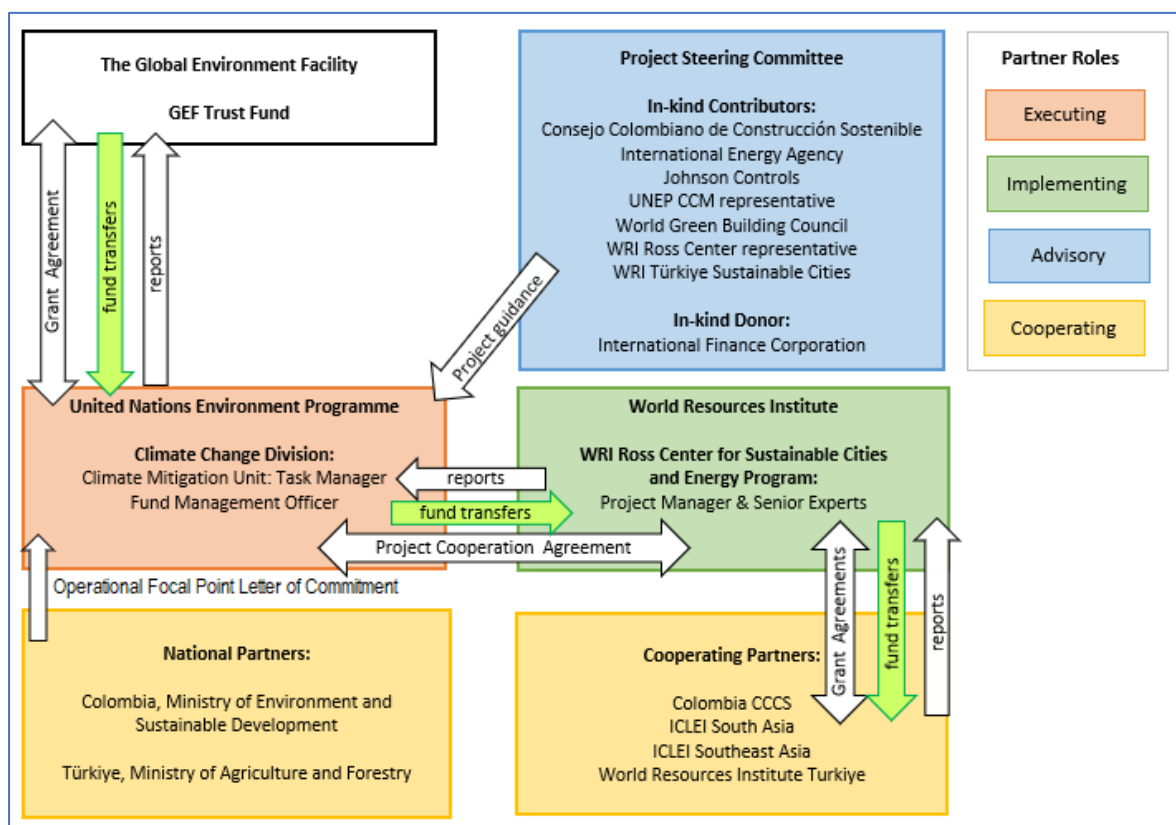 The Global Environment Facility
GEF Trust Fund
Grant Agreement
fund transfers
reports
Project Steering Committee
In-kind Contributors:
Consejo Colombiano de Construcción Sostenible
International Energy Agency
Johnson Controls
UNEP CCM representative
World Green Building Council
WRI Ross Center representative
WRI Türkiye Sustainable Cities
In-kind Donor:
International Finance Corporation
Partner Roles
Executing
Implementing
Advisory
Cooperating
Project guidance
United Nations Environment Programme
Climate Change Division:
Climate Mitigation Unit: Task Manager
Fund Management Officer
reports
fund transfers
Project Cooperation Agreement
World Resources Institute
WRI Ross Center for Sustainable Cities
and Energy Program:
Project Manager & Senior Experts
Operational Focal Point Letter of Commitment
National Partners:
Colombia, Ministry of Environment and
Sustainable Development
Türkiye, Ministry of Agriculture and Forestry
Cooperating Partners:
Colombia CCCS
ICLEI South Asia
ICLEI Southeast Asia
World Resources Institute Turkiye
Grant Agreements
fund transfers
reports